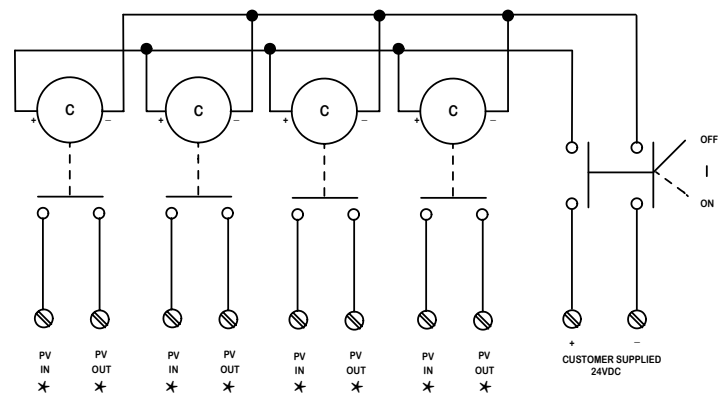 C C C C
+ – + – + – + –
OFF
ON
+ –
PV PV PV PV PV PV PV PV
IN OUT IN OUT IN OUT IN OUT
CUSTOMER SUPPLIED
24VDC